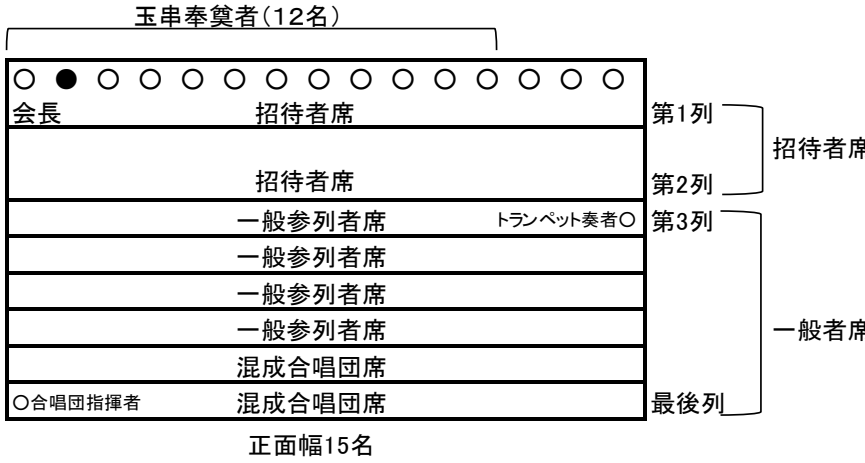 玉串奉奠者(12名)
○ ● ○ ○ ○ ○ ○ ○ ○ ○ ○ ○ ○ ○ ○
会長 招待者席 第1列
招待者席
招待者席 第2列
一般参列者席 トランペット奏者○ 第3列
一般参列者席
一般参列者席
一般参列者席 一般者席
混成合唱団席
○合唱団指揮者 混成合唱団席 最後列
正面幅15名